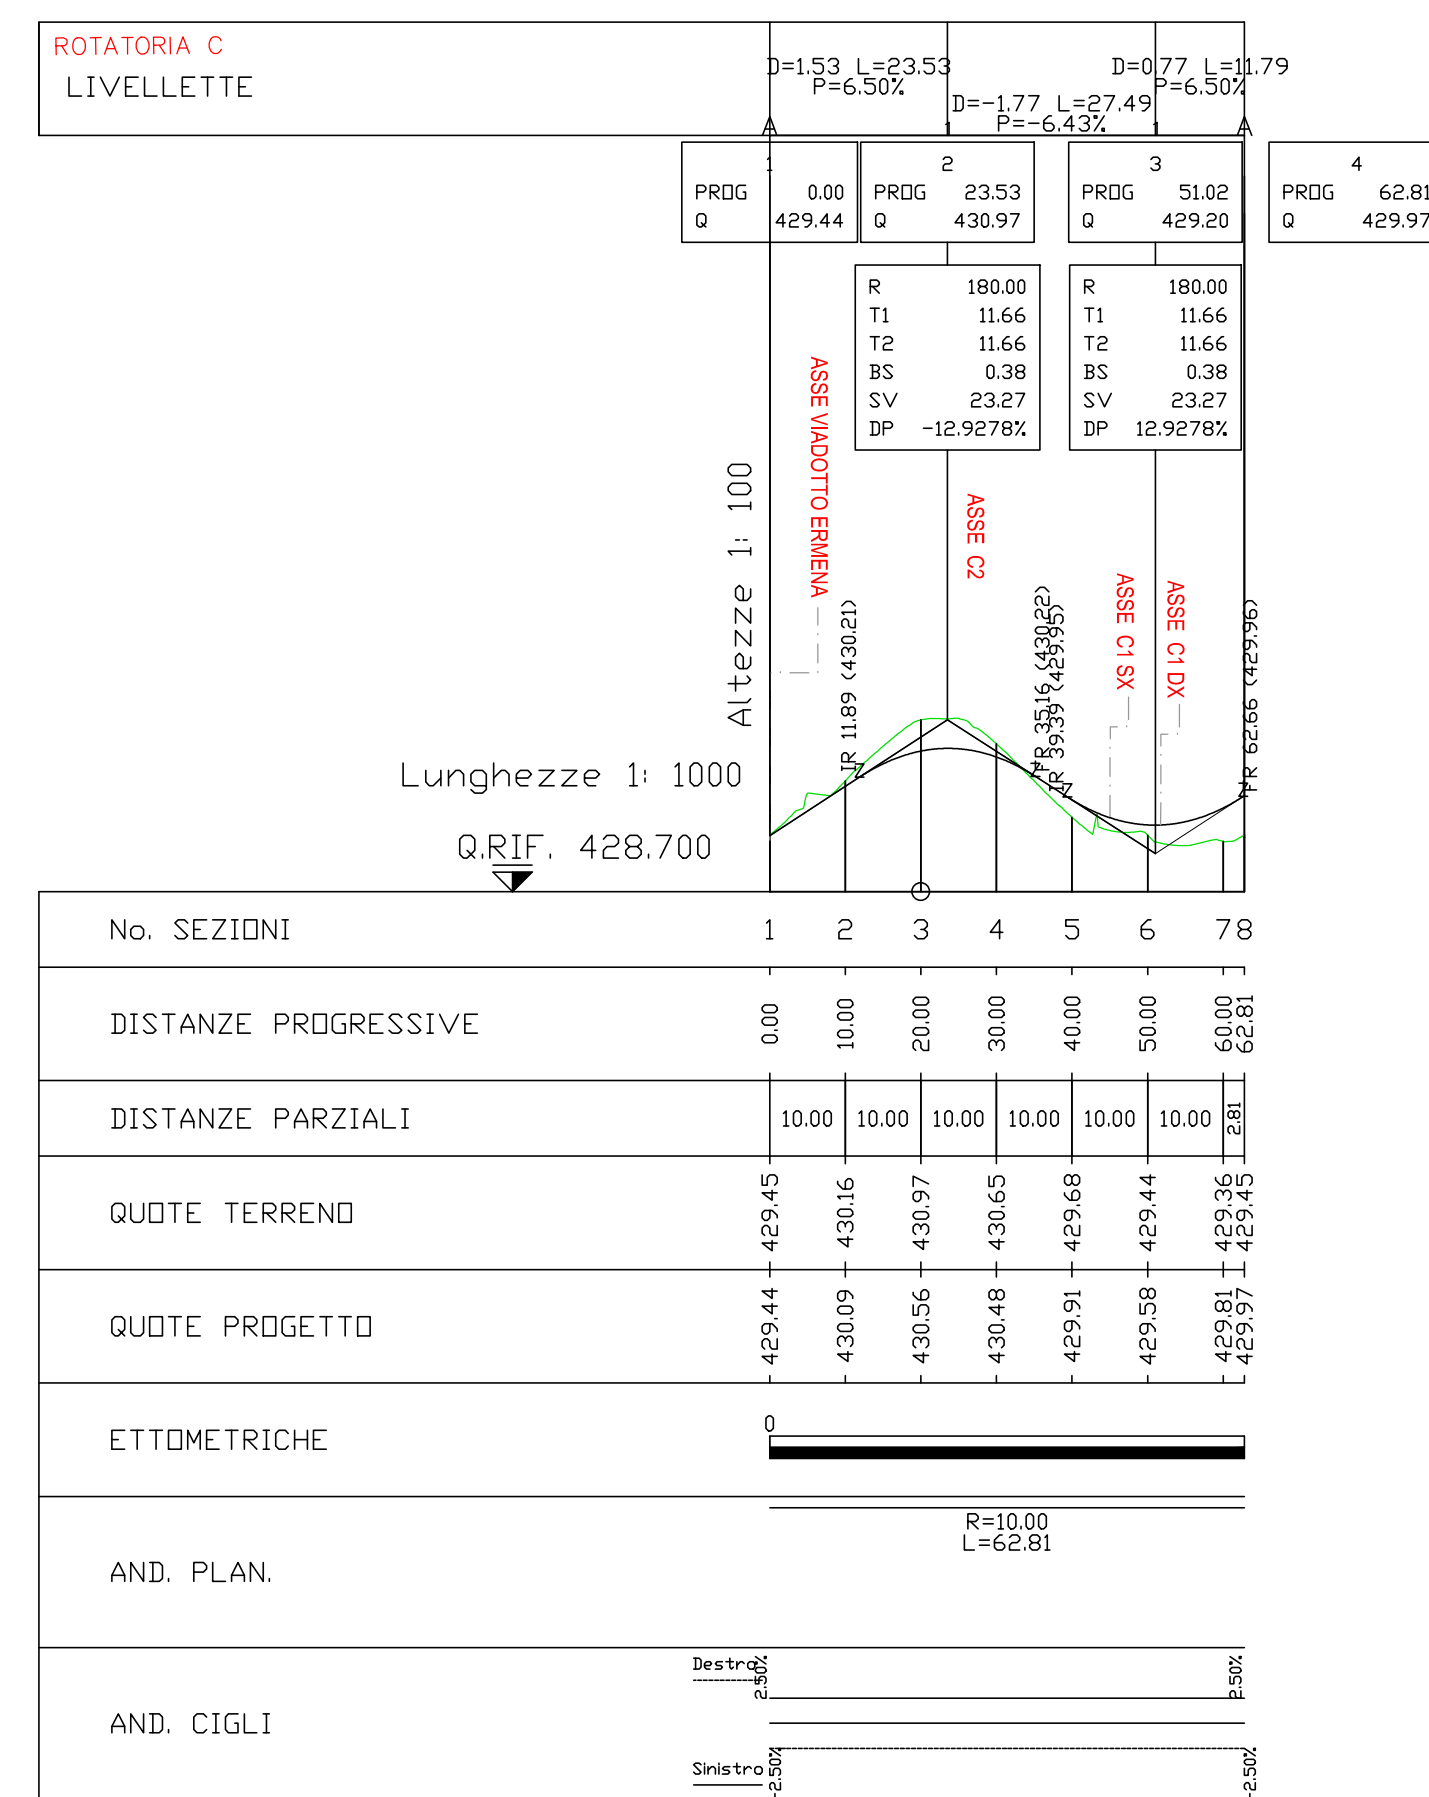 ROTATORIA C
LIVELLETTE
D=1.53 L=23.53
P=6.50%
D=-1.77 L=27.49
P=-6.43%
D=0.77 L=11.79
P=6.50%
1
PROG 0.00
Q 429.44
2
PROG 23.53
Q 430.97
3
PROG 51.02
Q 429.20
4
PROG 62.81
Q 429.97
R 180.00
T1 11.66
T2 11.66
BS 0.38
SV 23.27
DP -12.9278%
R 180.00
T1 11.66
T2 11.66
BS 0.38
SV 23.27
DP 12.9278%
ASSE VIADOTTO ERMENA
ASSE C2
ASSE C1 SX
ASSE C1 DX
IR 11.89 (430.21)
FR 35.16 (430.22)
IR 39.39 (429.95)
FR 62.66 (429.96)
Altezze 1: 100
Lunghezze 1: 1000
Q.RIF. 428.700
No. SEZIONI 1 2 3 4 5 6 7 8
DISTANZE PROGRESSIVE 0.00 10.00 20.00 30.00 40.00 50.00 60.00 62.81
DISTANZE PARZIALI 10.00 10.00 10.00 10.00 10.00 10.00 2.81
QUOTE TERRENO 429.45 430.16 430.97 430.65 429.68 429.44 429.36 429.45
QUOTE PROGETTO 429.44 430.09 430.56 430.48 429.91 429.58 429.81 429.97
ETTOMETRICHE 0
AND. PLAN.
R=10.00
L=62.81
AND. CIGLI
Destro 2.50% 2.50%
Sinistro -2.50% -2.50%